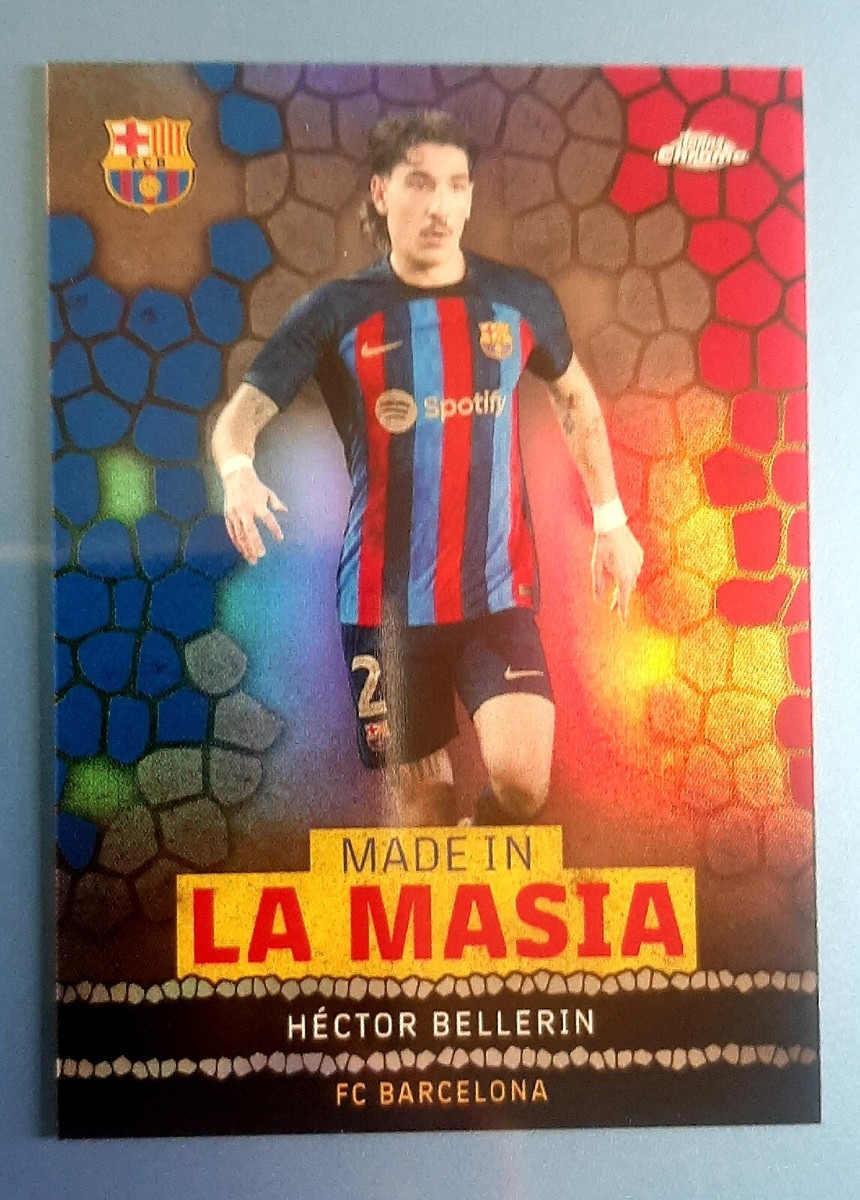 FCB
Topps
CHROME
Spotify
2
MADE IN
LA MASIA
HÉCTOR BELLERIN
FC BARCELONA